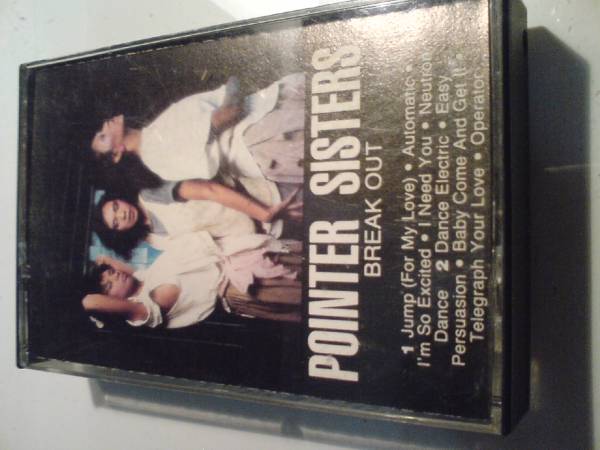 POINTER SISTERS
BREAK OUT
1 Jump (For My Love) • Automatic •
I'm So Excited • I Need You • Neutron
Dance 2 Dance Electric • Easy
Persuasion • Baby Come And Get It •
Telegraph Your Love • Operator